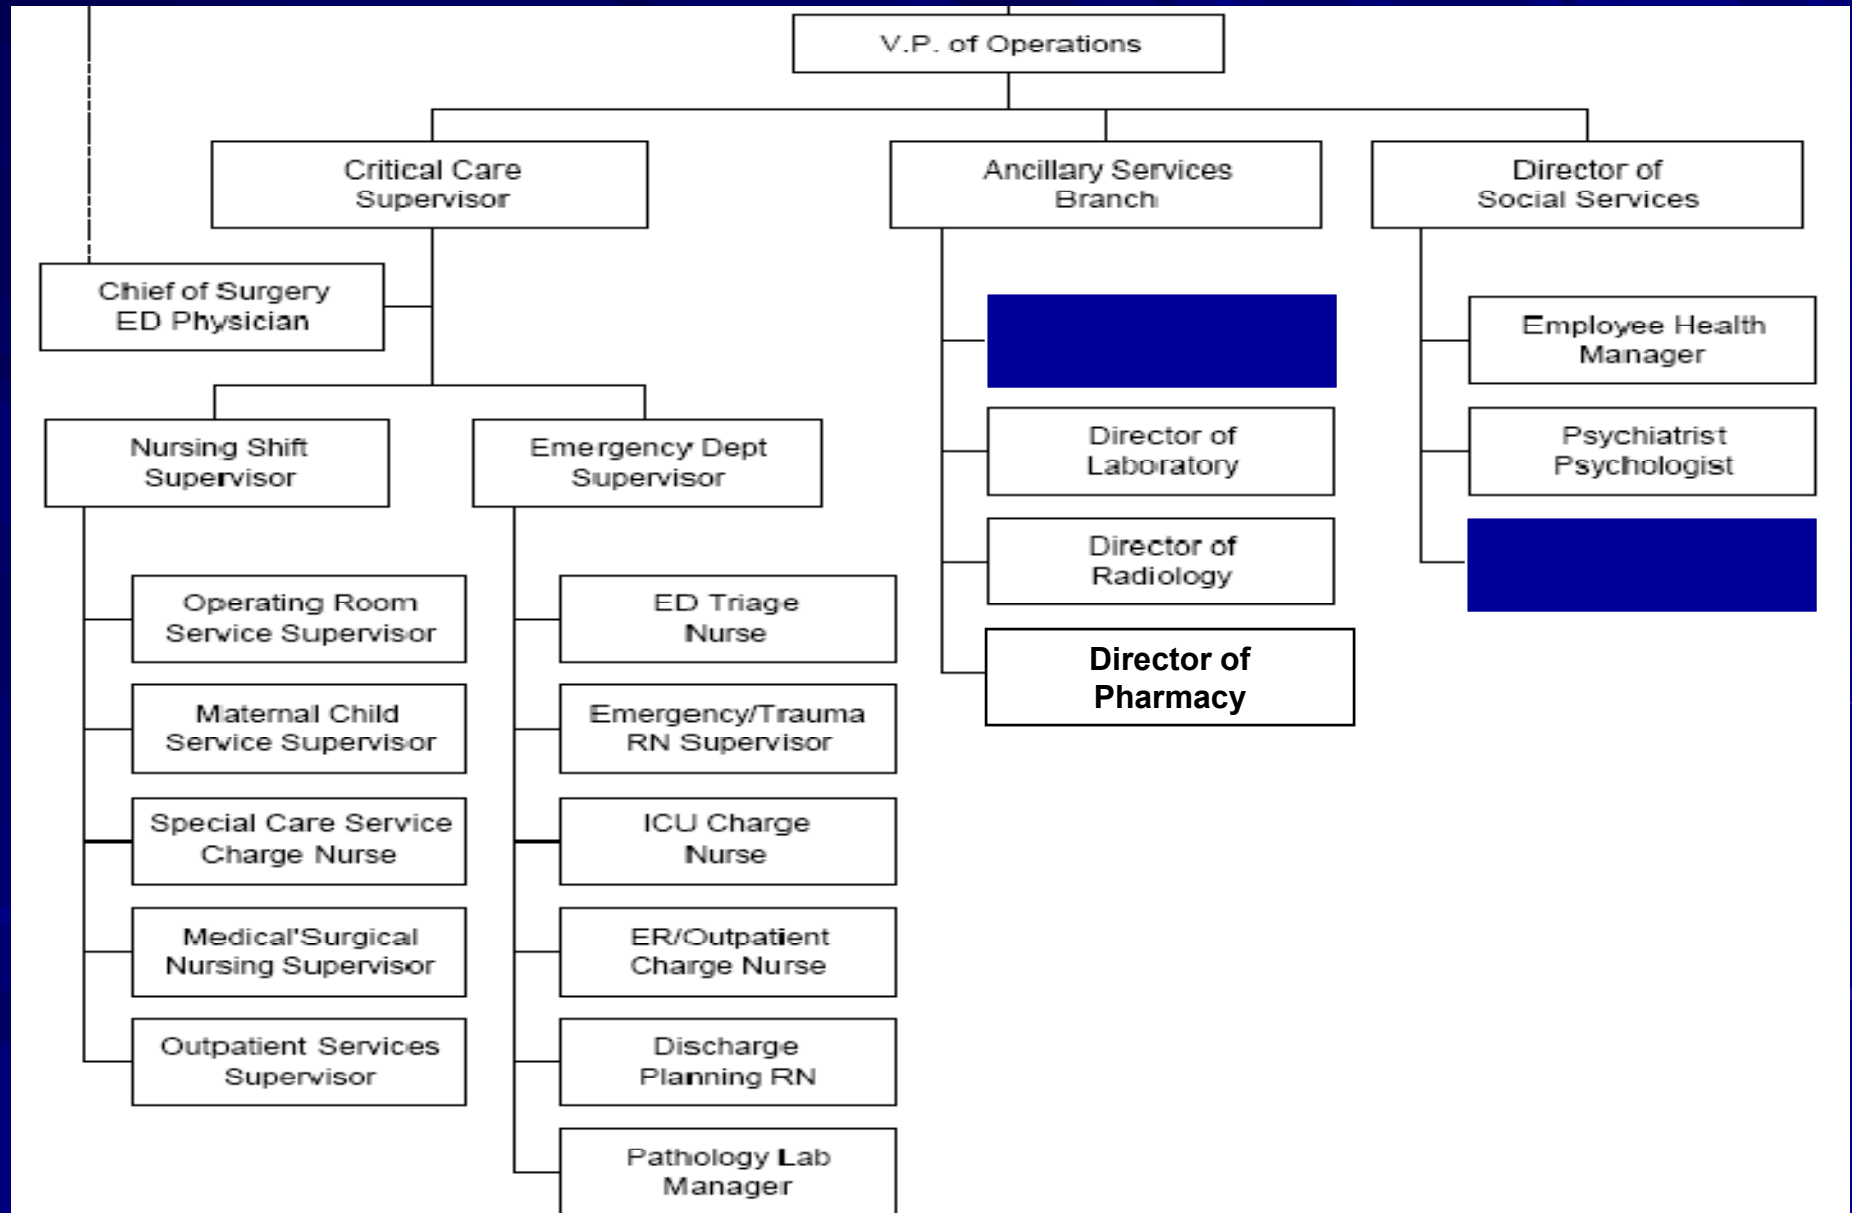 V.P. of Operations
Critical Care
Supervisor
Ancillary Services
Branch
Director of
Social Services
Chief of Surgery
ED Physician
Nursing Shift
Supervisor
Emergency Dept
Supervisor
Operating Room
Service Supervisor
Maternal Child
Service Supervisor
Special Care Service
Charge Nurse
Medical'Surgical
Nursing Supervisor
Outpatient Services
Supervisor
ED Triage
Nurse
Emergency/Trauma
RN Supervisor
ICU Charge
Nurse
ER/Outpatient
Charge Nurse
Discharge
Planning RN
Pathology Lab
Manager
Director of
Laboratory
Director of
Radiology
Director of
Pharmacy
Employee Health
Manager
Psychiatrist
Psychologist